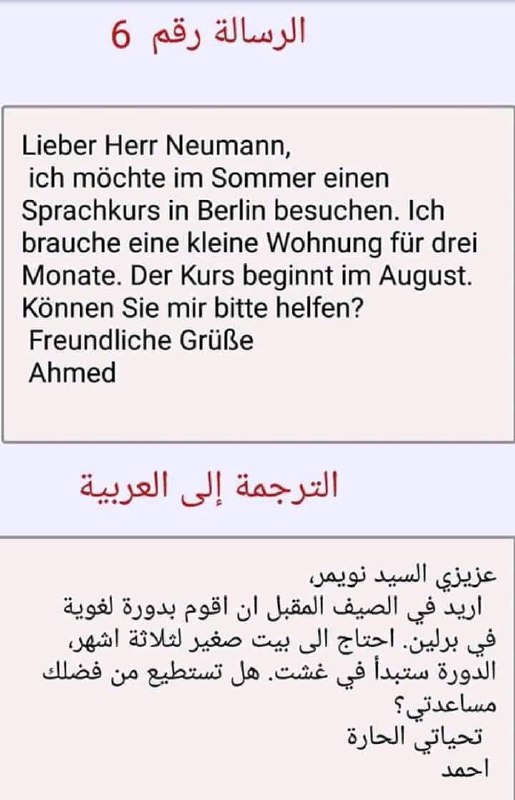 الرسالة رقم 6
Lieber Herr Neumann,
ich möchte im Sommer einen
Sprachkurs in Berlin besuchen. Ich
brauche eine kleine Wohnung für drei
Monate. Der Kurs beginnt im August.
Können Sie mir bitte helfen?
Freundliche Grüße
Ahmed
الترجمة إلى العربية
عزيزي السيد نويمر،
اريد في الصيف المقبل ان اقوم بدورة لغوية
في برلين. احتاج الى بيت صغير لثلاثة اشهر،
الدورة ستبدأ في غشت. هل تستطيع من فضلك
مساعدتي؟
تحياتي الحارة
احمد